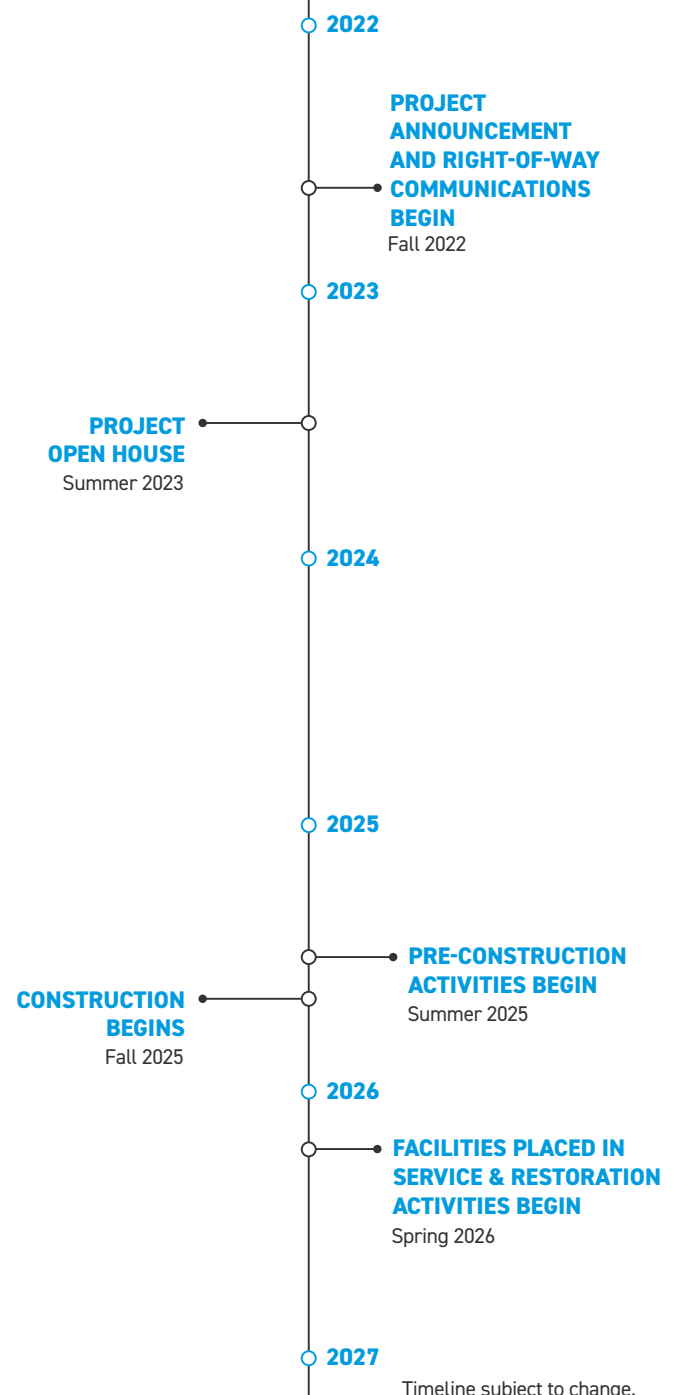 2022
PROJECT
ANNOUNCEMENT
AND RIGHT-OF-WAY
COMMUNICATIONS
BEGIN
Fall 2022
2023
PROJECT
OPEN HOUSE
Summer 2023
2024
2025
PRE-CONSTRUCTION
ACTIVITIES BEGIN
Summer 2025
CONSTRUCTION
BEGINS
Fall 2025
2026
FACILITIES PLACED IN
SERVICE & RESTORATION
ACTIVITIES BEGIN
Spring 2026
2027
Timeline subject to change.